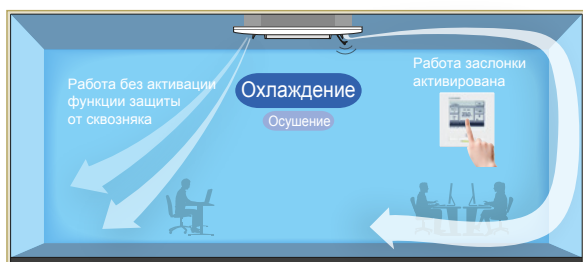 Работа без активации
функции защиты
от сквозняка
Охлаждение
Осушение
Работа заслонки
активирована